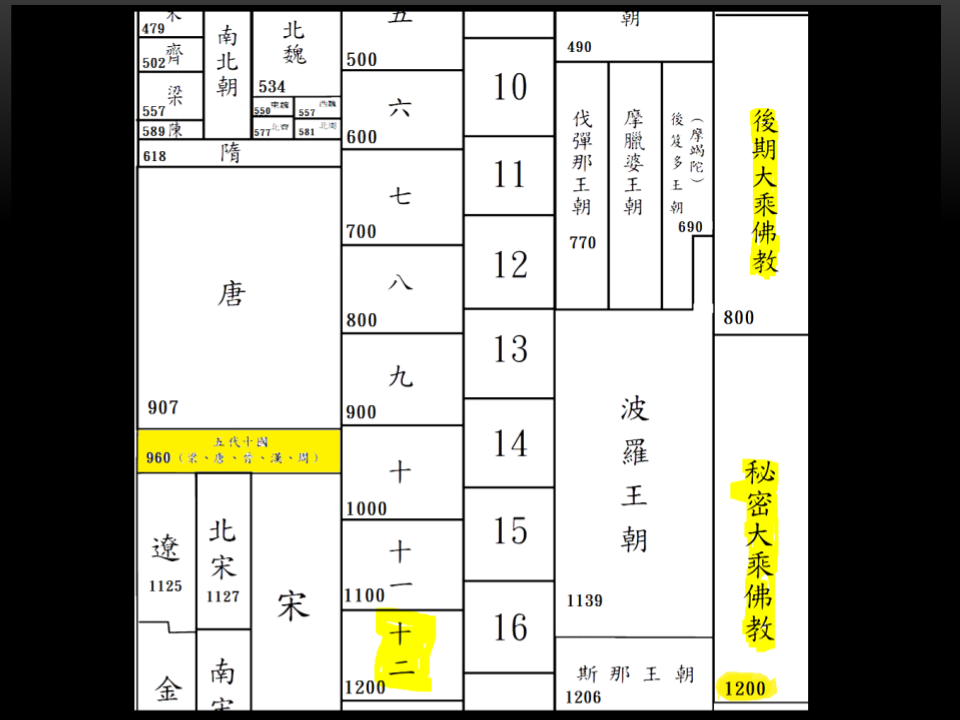 479
齊
502
梁
557
陳
589
南北朝
北魏
534
東魏
550
西魏
557
北齊
577
北周
581
隋
618
唐
907
五代十國
960（梁、唐、晉、漢、周）
遼
1125
北宋
1127
宋
金
南宋
五
500
六
600
七
700
八
800
九
900
十
1000
十一
1100
十二
1200
10
11
12
13
14
15
16
朝
490
伐彈那王朝
770
摩臘婆王朝
後笈多王朝
（摩竭陀）
690
波羅王朝
1139
斯那王朝
1206
後期大乘佛教
800
秘密大乘佛教
1200